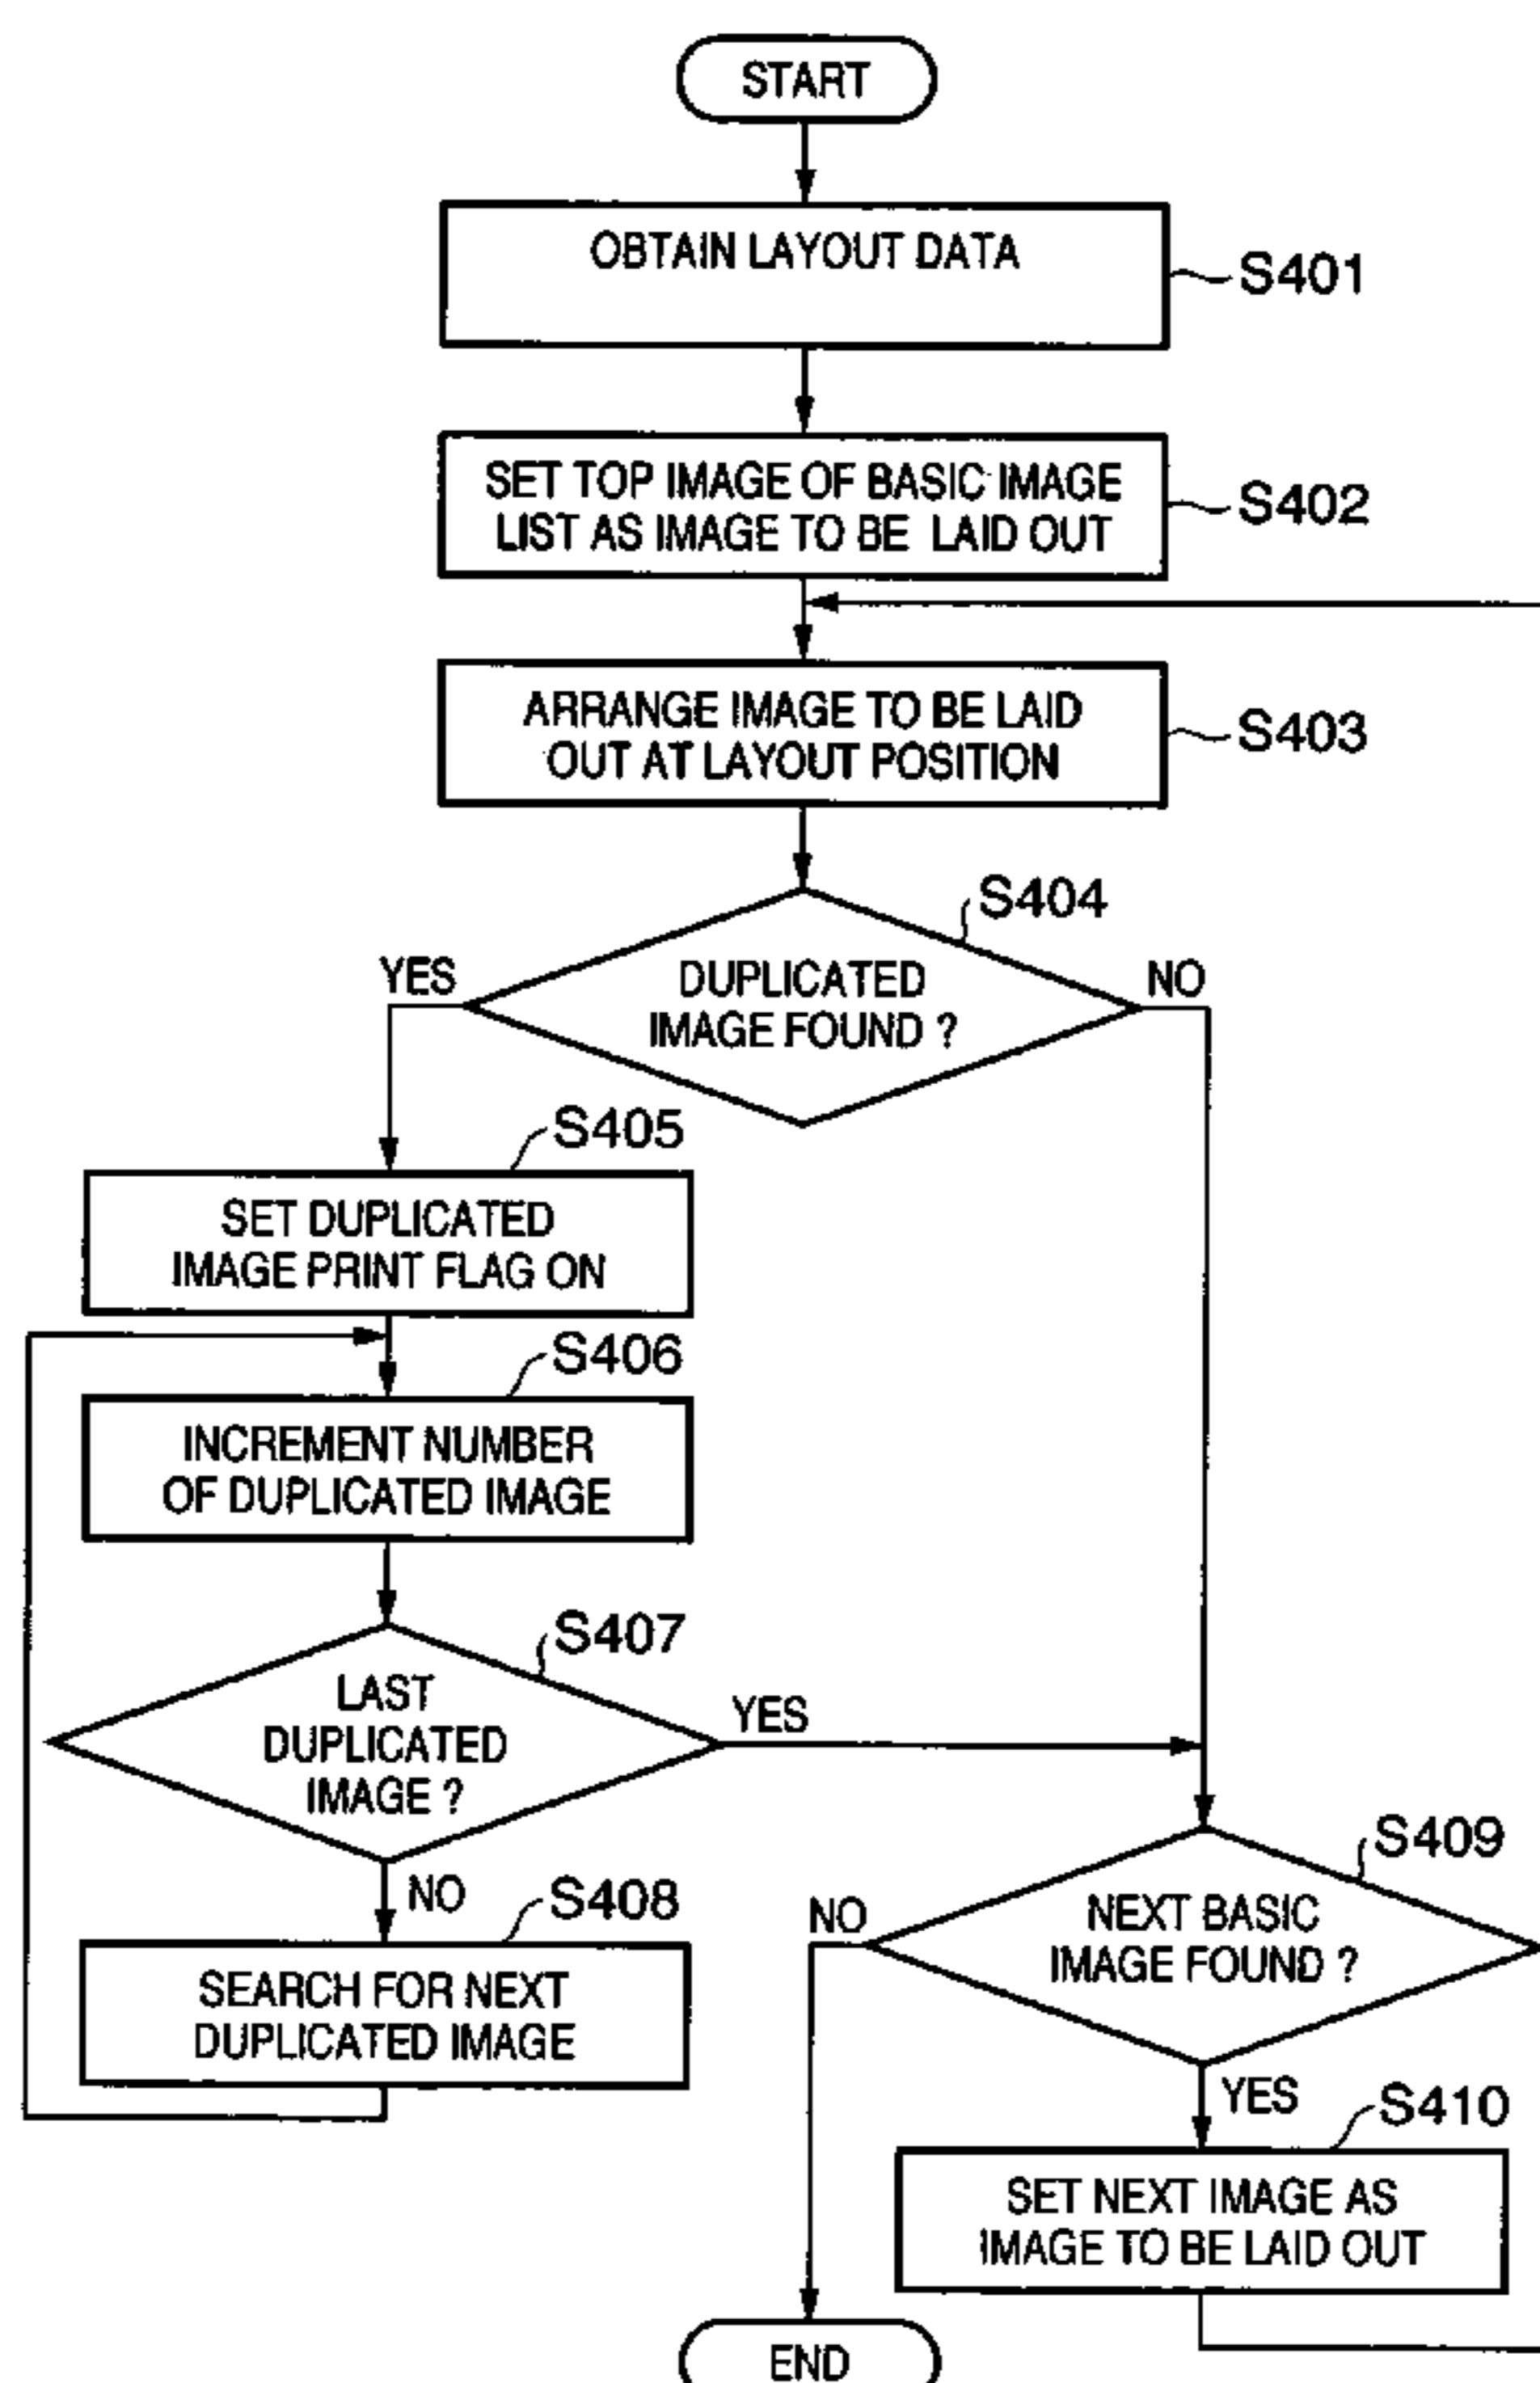 START
OBTAIN LAYOUT DATA
S401
SET TOP IMAGE OF BASIC IMAGE
LIST AS IMAGE TO BE LAID OUT
S402
ARRANGE IMAGE TO BE LAID
OUT AT LAYOUT POSITION
S403
S404
YES
DUPLICATED
IMAGE FOUND ?
NO
S405
SET DUPLICATED
IMAGE PRINT FLAG ON
S406
INCREMENT NUMBER
OF DUPLICATED IMAGE
S407
LAST
DUPLICATED
IMAGE ?
YES
NO
S408
SEARCH FOR NEXT
DUPLICATED IMAGE
S409
NO
NEXT BASIC
IMAGE FOUND ?
YES
S410
SET NEXT IMAGE AS
IMAGE TO BE LAID OUT
END